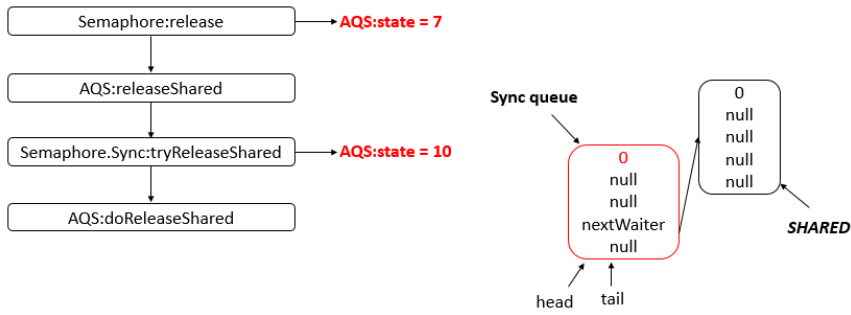 Semaphore:release
AQS:state = 7
AQS:releaseShared
Semaphore.Sync:tryReleaseShared
AQS:state = 10
AQS:doReleaseShared
Sync queue
0
null
null
nextWaiter
null
head
tail
0
null
null
null
null
SHARED